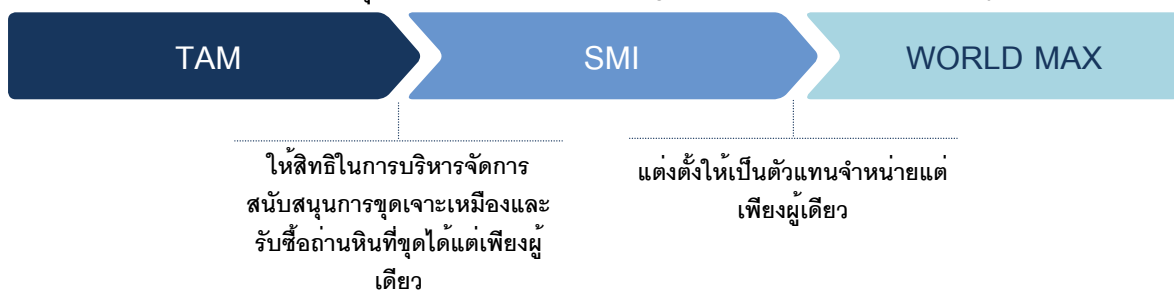 TAM
SMI
WORLD MAX
ให้สิทธิในการบริหารจัดการ
สนับสนุนการขุดเจาะเหมืองและ
รับซื้อถ่านหินที่ขุดได้แต่เพียงผู้
เดียว
แต่งตั้งให้เป็นตัวแทนจำหน่ายแต่
เพียงผู้เดียว